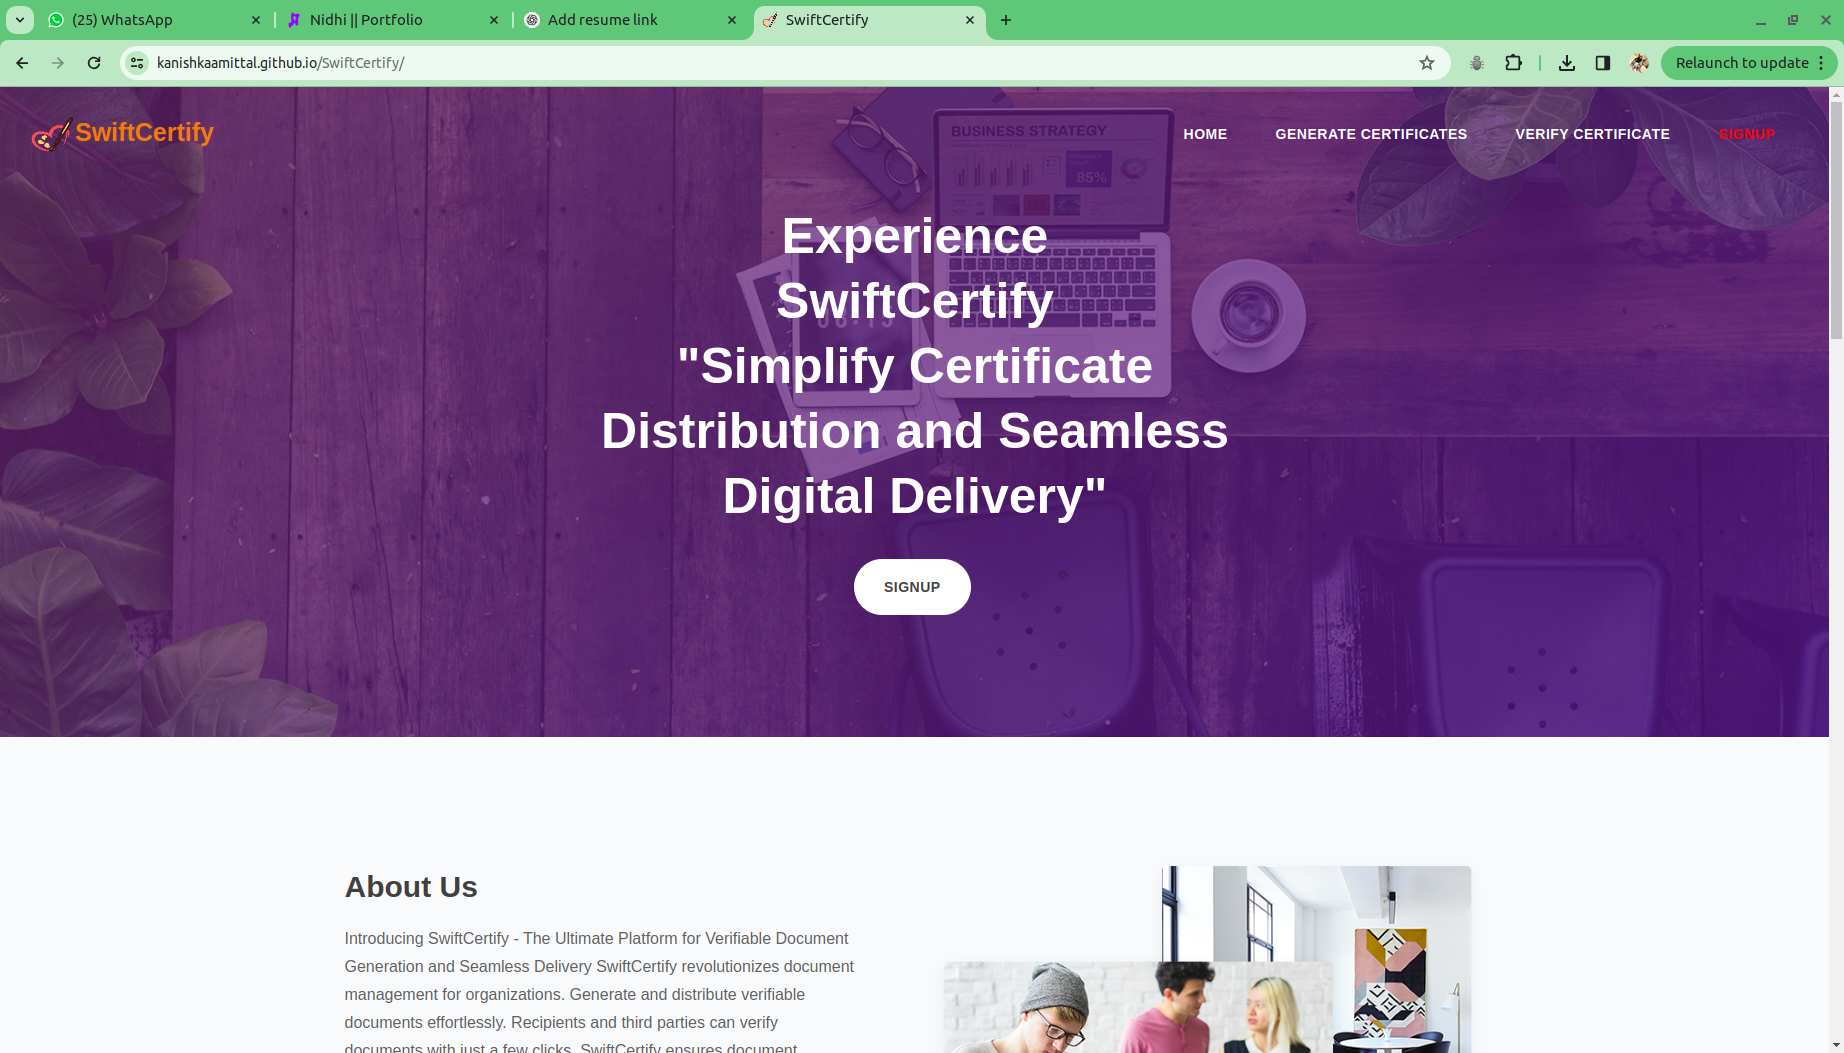 (25) WhatsApp
Nidhi || Portfolio
Add resume link
SwiftCertify
kanishkaamittal.github.io/SwiftCertify/
Relaunch to update
SwiftCertify
HOME
GENERATE CERTIFICATES
VERIFY CERTIFICATE
SIGNUP
BUSINESS STRATEGY
85%
Experience
SwiftCertify
"Simplify Certificate
Distribution and Seamless
Digital Delivery"
SIGNUP
About Us
Introducing SwiftCertify - The Ultimate Platform for Verifiable Document
Generation and Seamless Delivery SwiftCertify revolutionizes document
management for organizations. Generate and distribute verifiable
documents effortlessly. Recipients and third parties can verify
documents with just a few clicks. SwiftCertify ensures document